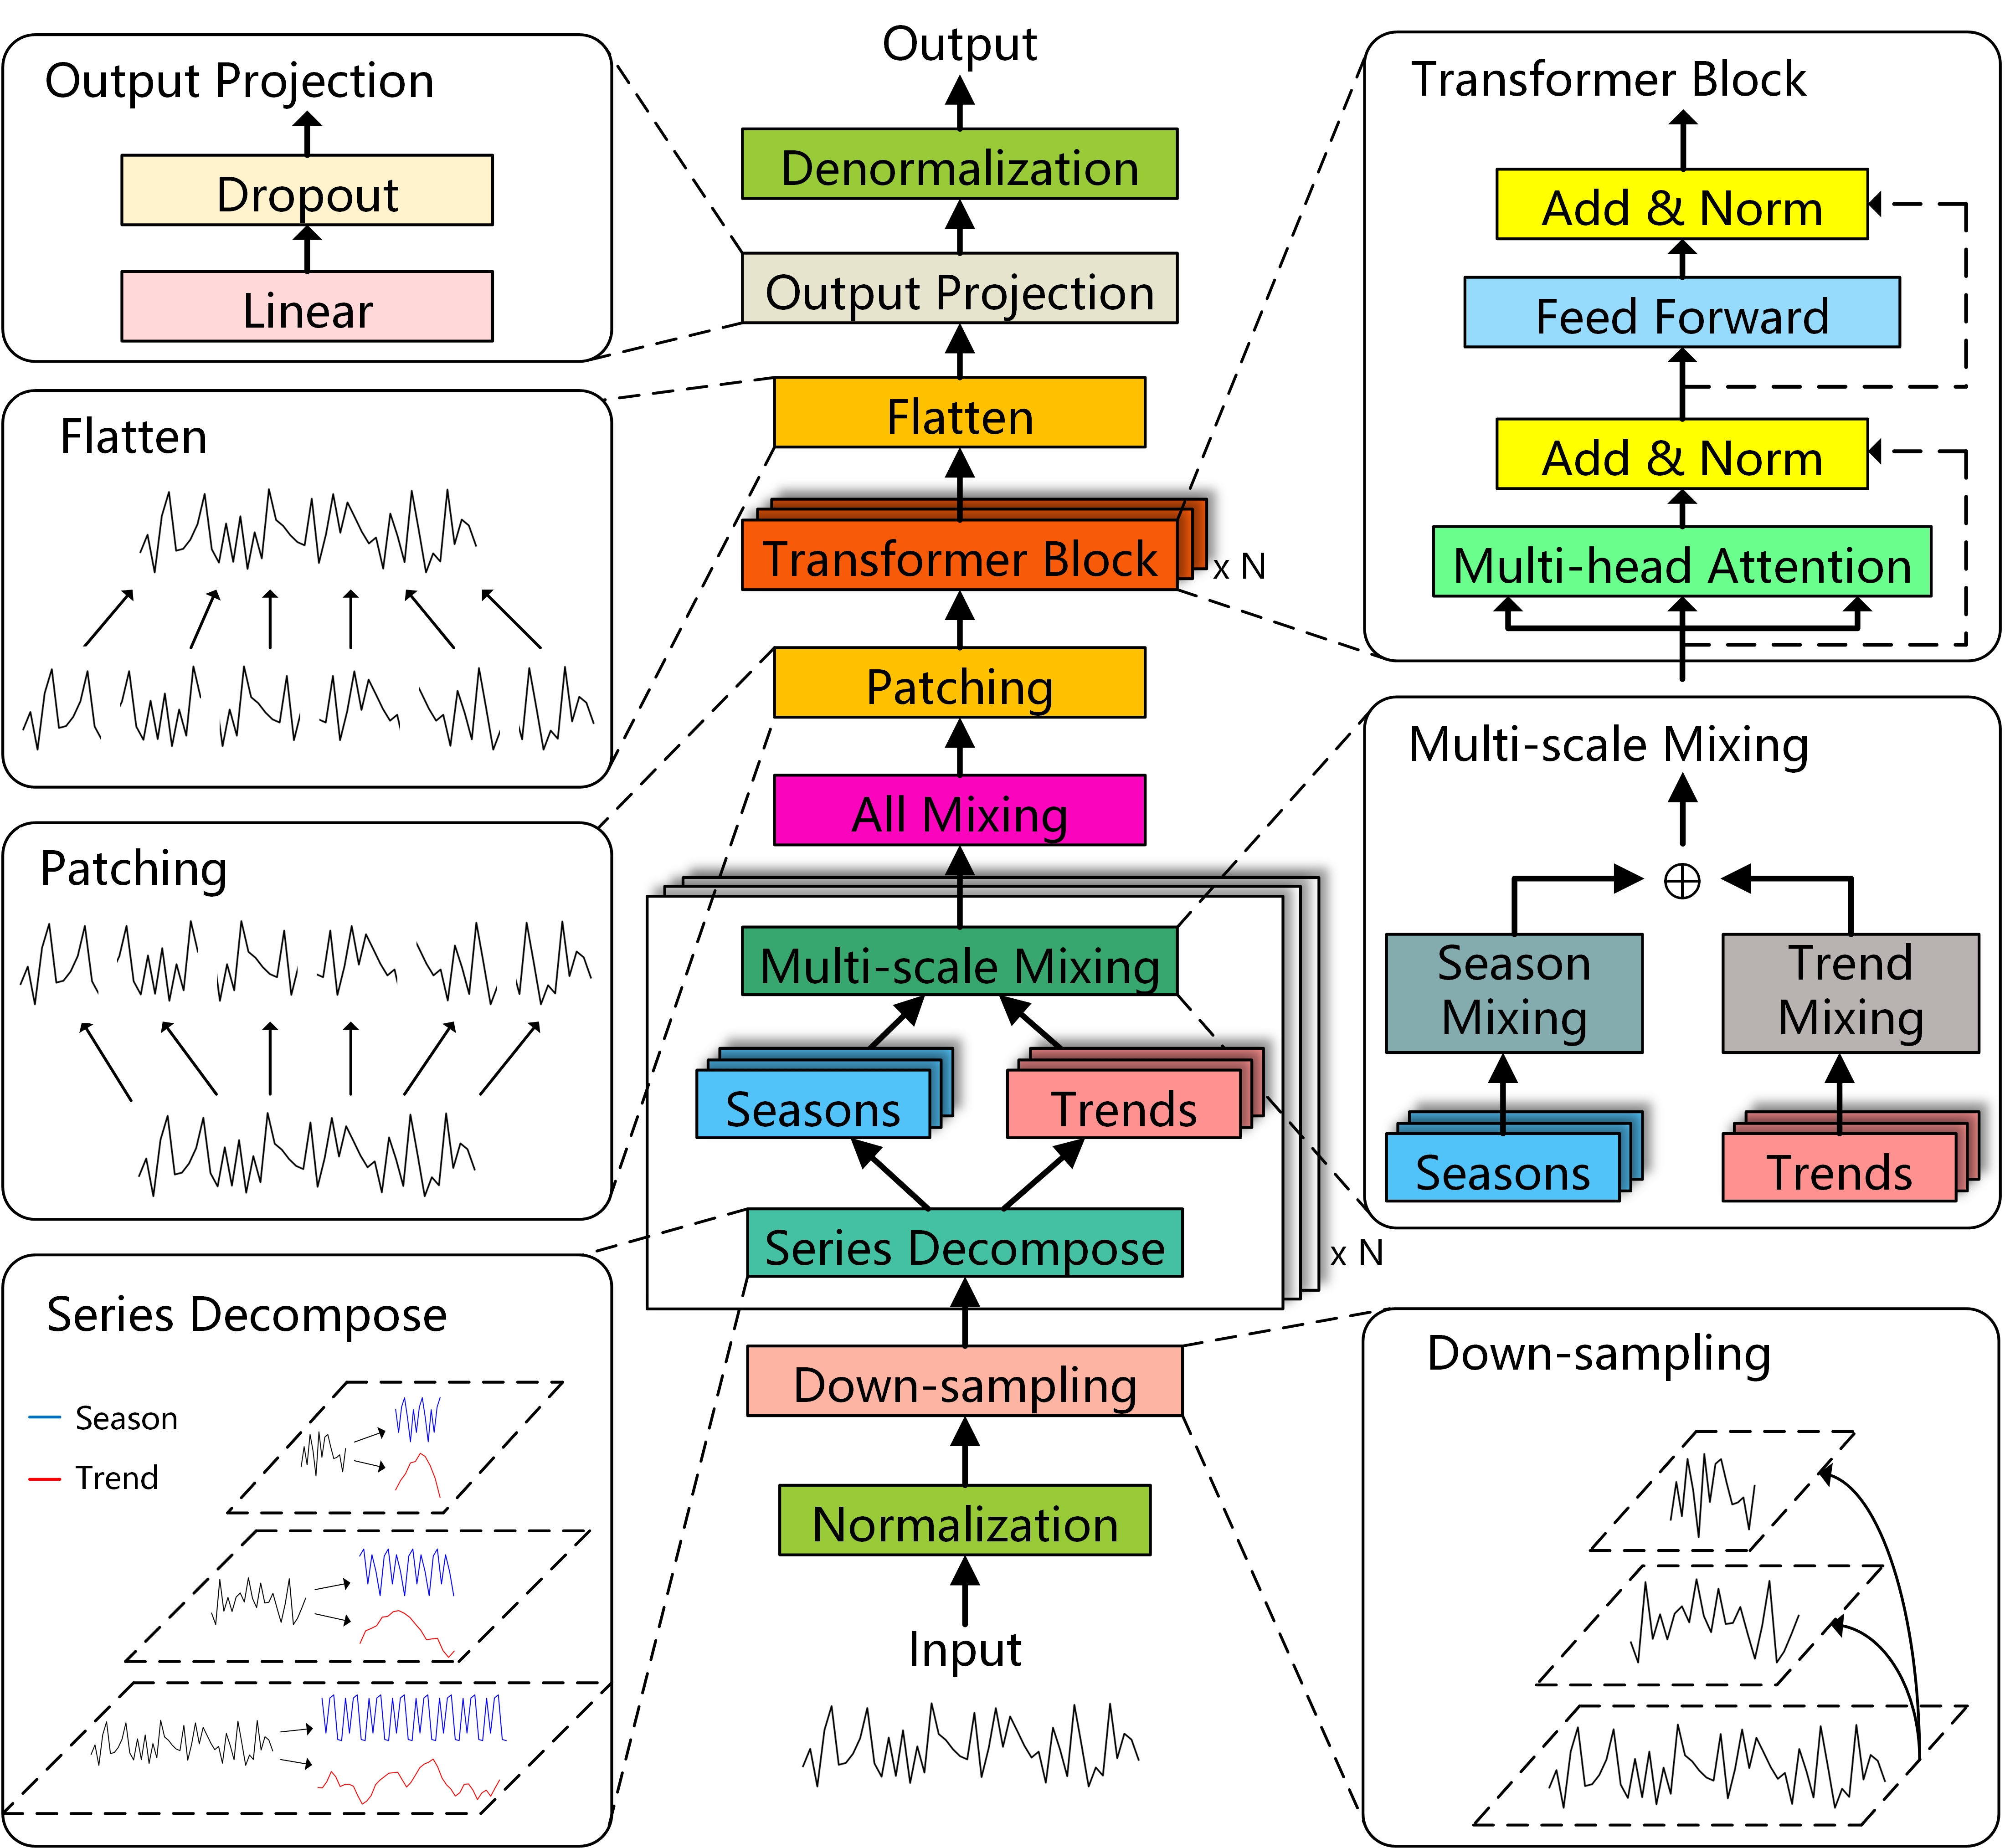 Output Projection
Dropout
Linear
Flatten
Patching
Series Decompose
Season
Trend
Output
Denormalization
Output Projection
Flatten
Transformer Block
x N
Patching
All Mixing
Multi-scale Mixing
Seasons
Trends
Series Decompose
x N
Down-sampling
Normalization
Input
Transformer Block
Add & Norm
Feed Forward
Add & Norm
Multi-head Attention
Multi-scale Mixing
Season
Mixing
Trend
Mixing
Seasons
Trends
Down-sampling